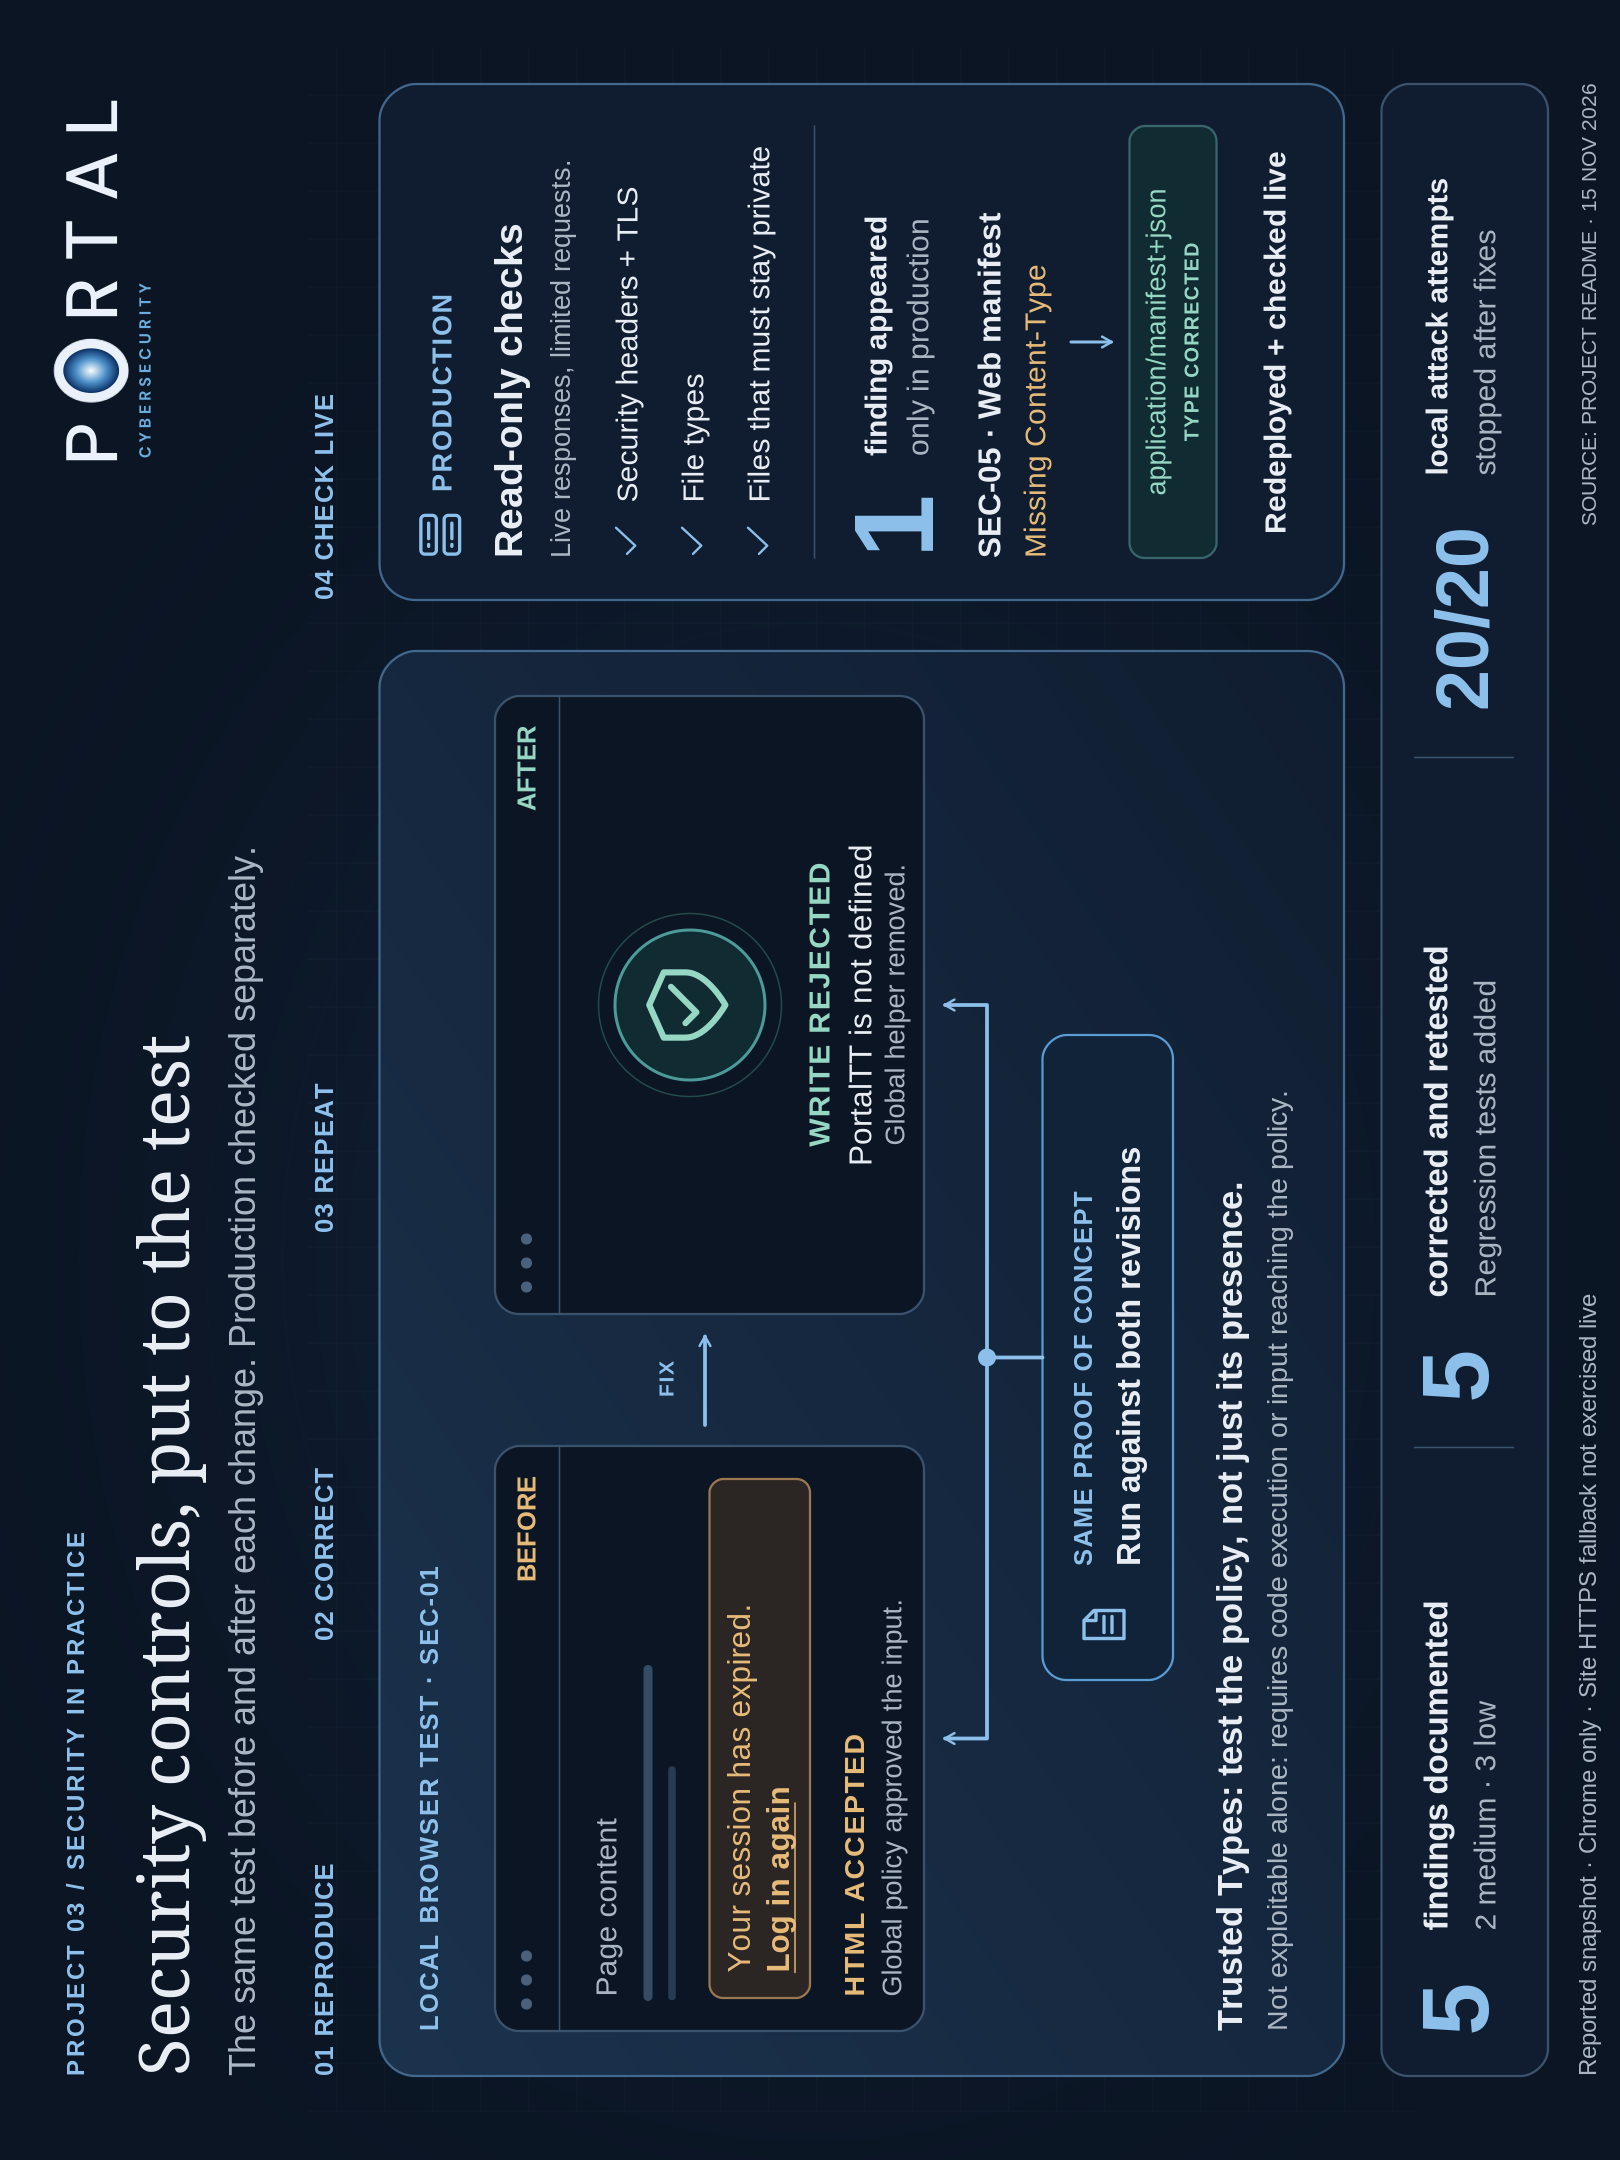 PROJECT 03 / SECURITY IN PRACTICE
PORTAL
CYBERSECURITY
Security controls, put to the test
The same test before and after each change. Production checked separately.
01 REPRODUCE
02 CORRECT
03 REPEAT
04 CHECK LIVE
LOCAL BROWSER TEST · SEC-01
BEFORE
Page content
Your session has expired.
Log in again
HTML ACCEPTED
Global policy approved the input.
FIX
AFTER
WRITE REJECTED
PortalTT is not defined
Global helper removed.
SAME PROOF OF CONCEPT
Run against both revisions
Trusted Types: test the policy, not just its presence.
Not exploitable alone: requires code execution or input reaching the policy.
PRODUCTION
Read-only checks
Live responses, limited requests.
Security headers + TLS
File types
Files that must stay private
1
finding appeared
only in production
SEC-05 · Web manifest
Missing Content-Type
application/manifest+json
TYPE CORRECTED
Redeployed + checked live
5
findings documented
2 medium · 3 low
5
corrected and retested
Regression tests added
20/20
local attack attempts
stopped after fixes
Reported snapshot · Chrome only · Site HTTPS fallback not exercised live
SOURCE: PROJECT README · 15 NOV 2026